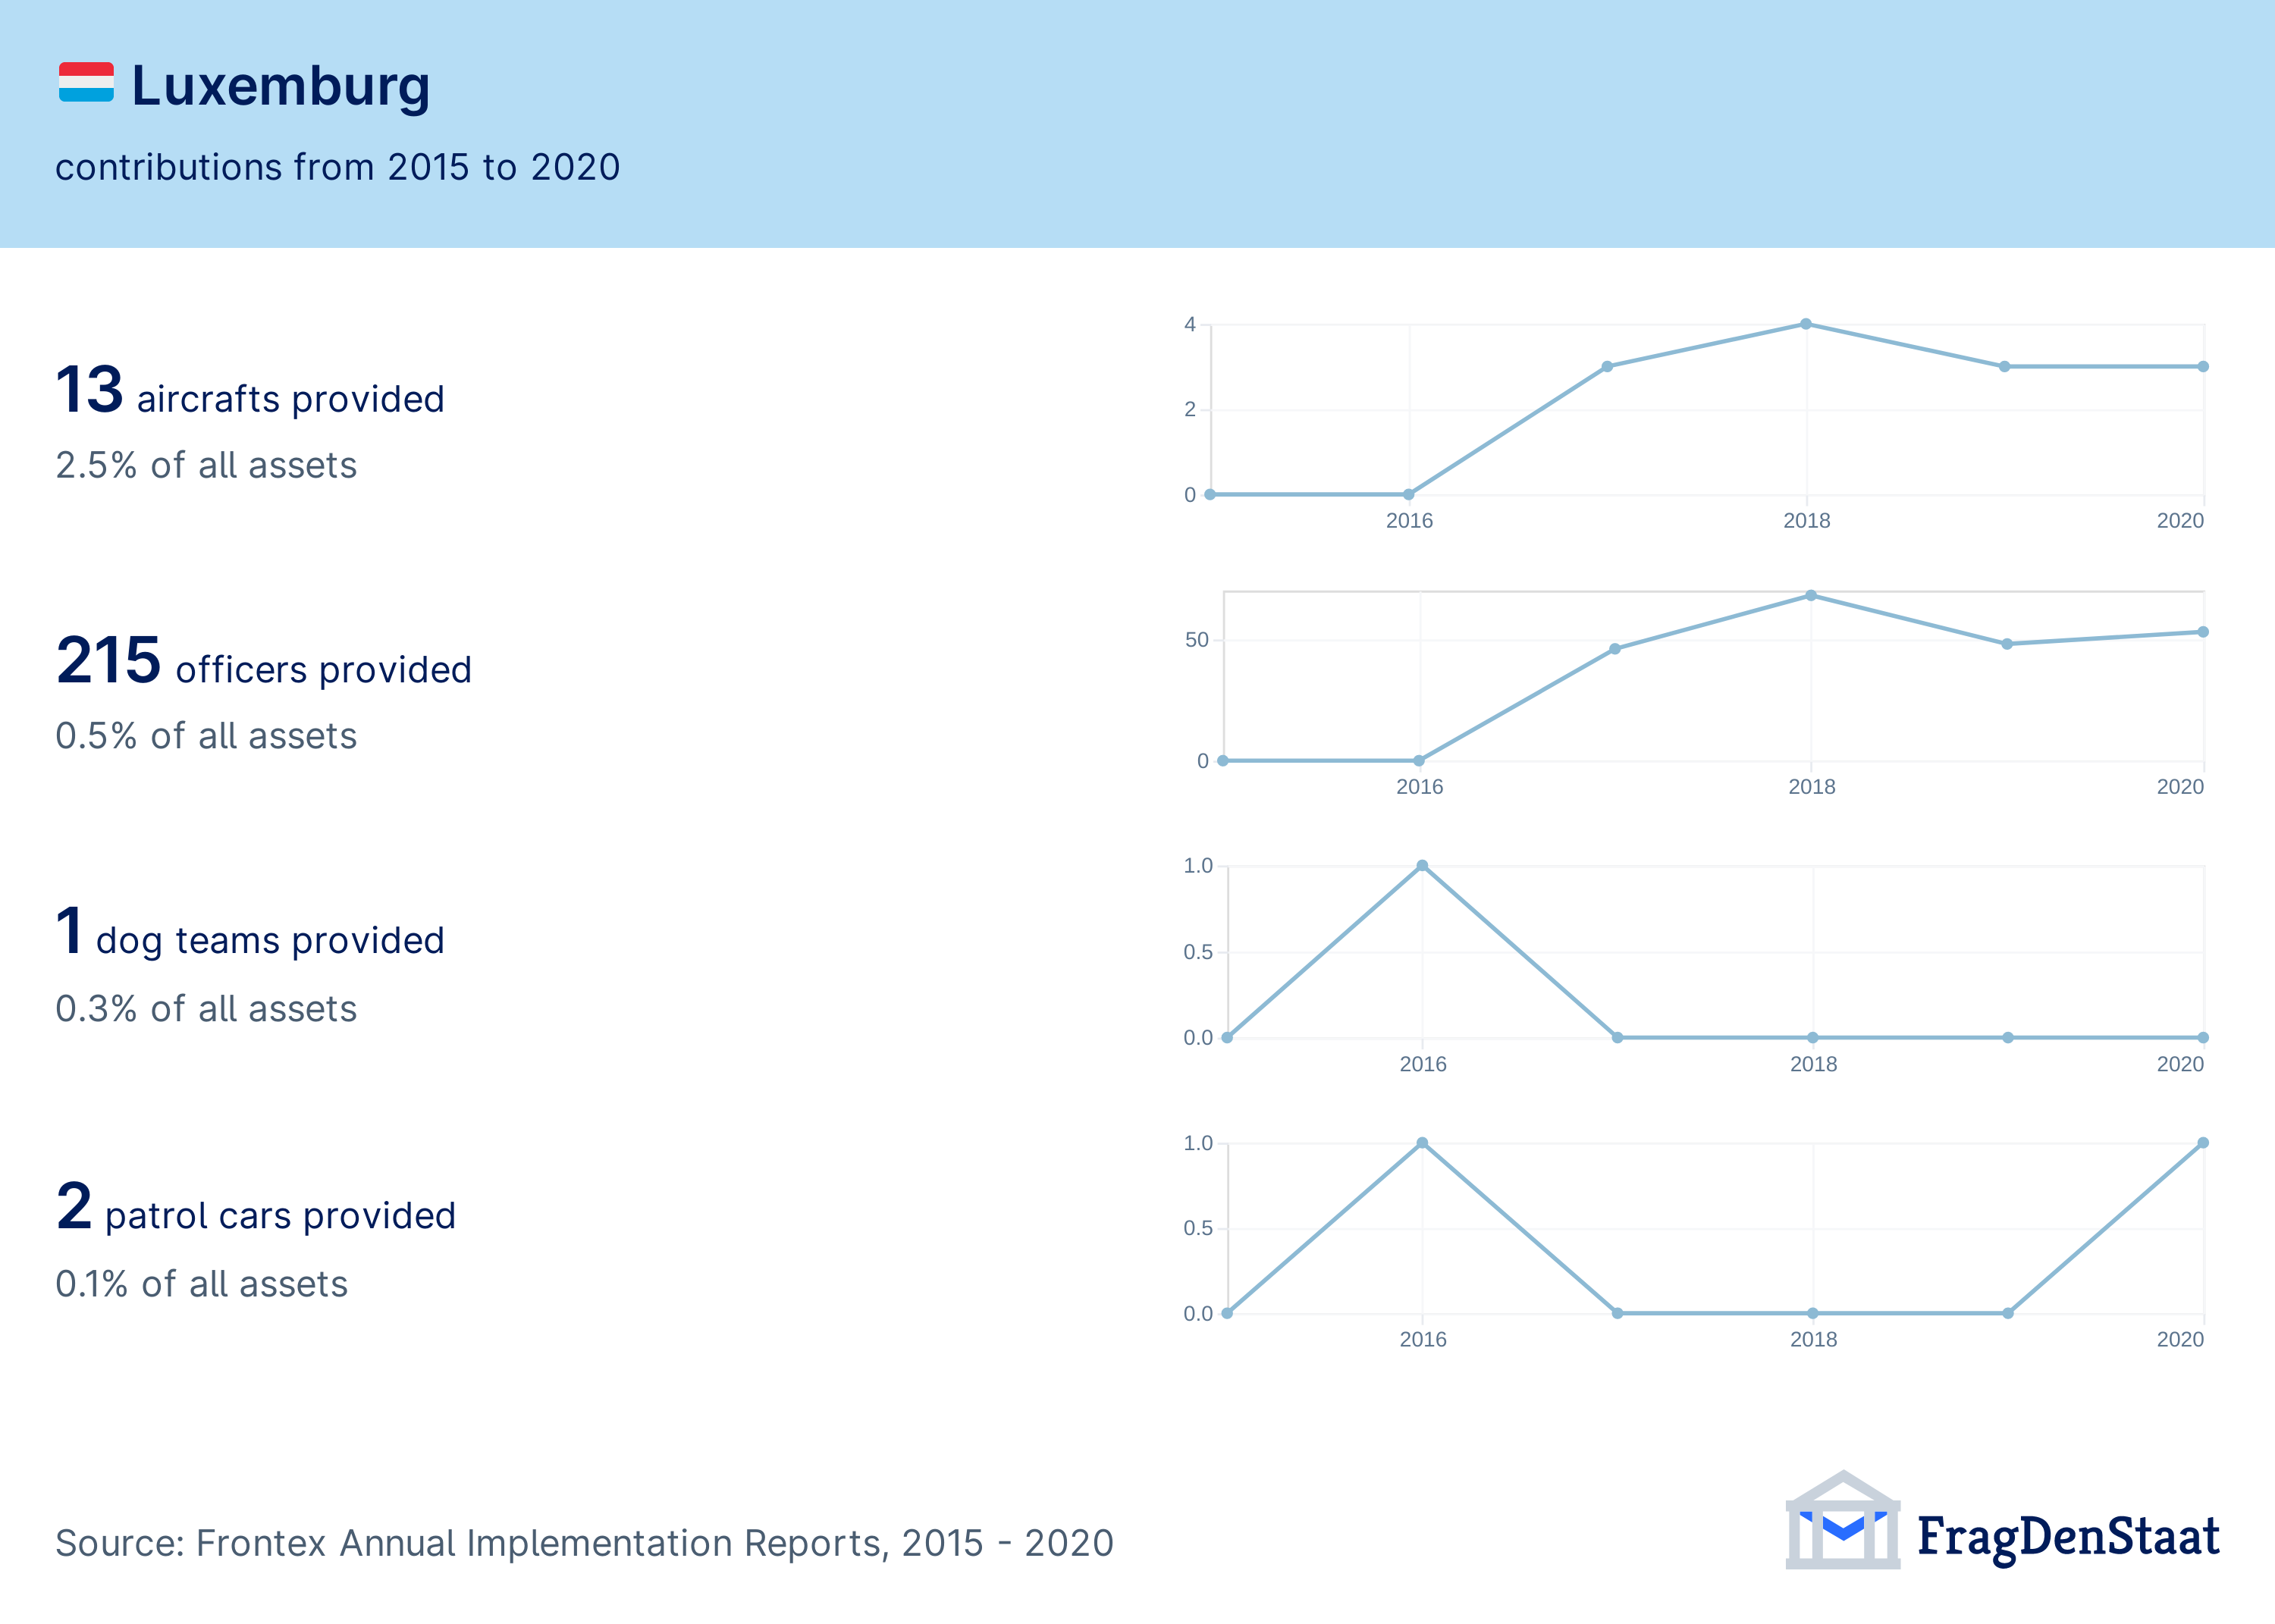 Luxemburg
contributions from 2015 to 2020
13 aircrafts provided
2.5% of all assets
4
2
0
2016 2018 2020
215 officers provided
0.5% of all assets
50
0
2016 2018 2020
1 dog teams provided
0.3% of all assets
1.0
0.5
0.0
2016 2018 2020
2 patrol cars provided
0.1% of all assets
1.0
0.5
0.0
2016 2018 2020
Source: Frontex Annual Implementation Reports, 2015 - 2020
FragDenStaat